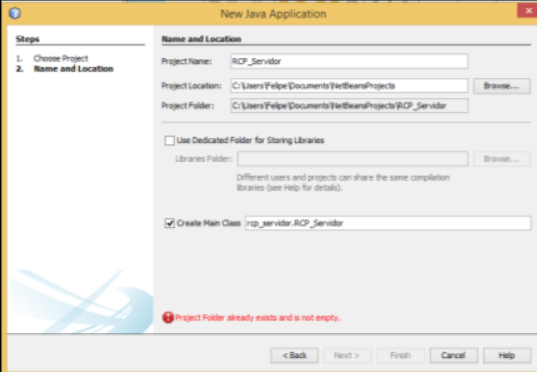 New Java Application
Steps
1. Choose Project
2. Name and Location
Name and Location
Project Name: RCP_Servidor
Project Location: C:\Users\Felipe\Documents\NetBeansProjects Browse...
Project Folder: C:\Users\Felipe\Documents\NetBeansProjects\RCP_Servidor
Use Dedicated Folder for Storing Libraries
Libraries Folder: Browse...
Different users and projects can share the same compilation
libraries (see Help for details).
Create Main Class rcp_servidor.RCP_Servidor
Project Folder already exists and is not empty.
< Back Next > Finish Cancel Help